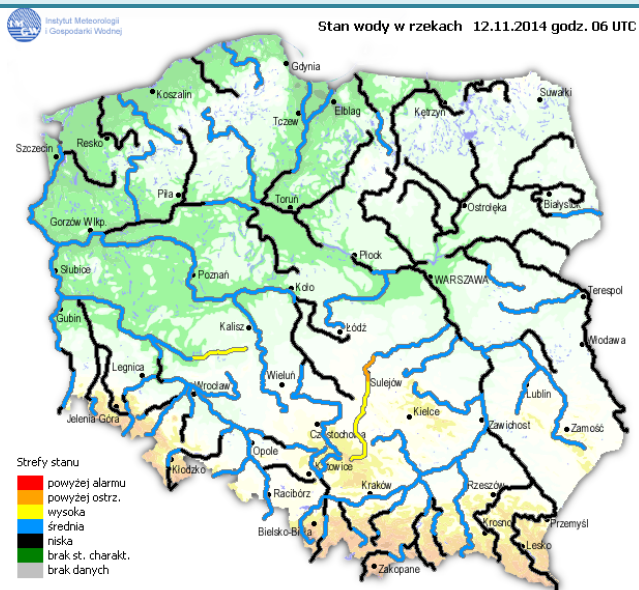 Instytut Meteorologii
i Gospodarki Wodnej
IMGW
Stan wody w rzekach 12.11.2014 godz. 06 UTC
Gdynia
Koszalin
Suwałki
Elbląg
Kętrzyn
Tczew
Resko
Szczecin
Piła
Toruń
Ostrołęka
Białystok
Gorzów Wlkp.
Płock
Słubice
Poznań
Koło
WARSZAWA
Terespol
Gubin
Kalisz
Łódź
Włodawa
Legnica
Wieluń
Sulejów
Wrocław
Lublin
Jelenia Góra
Kielce
Częstochowa
Zawichost
Zamość
Opole
Kłodzko
Katowice
Kraków
Rzeszów
Racibórz
Bielsko-Biała
Krosno
Przemyśl
Lesko
Zakopane
Strefy stanu
powyżej alarmu
powyżej ostrz.
wysoka
średnia
niska
brak st. charakt.
brak danych